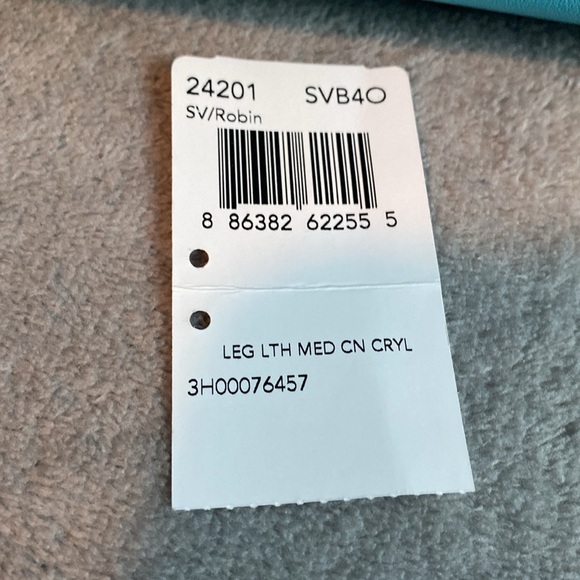 24201 SVB4O
SV/Robin
8 86382 62255 5
LEG LTH MED CN CRYL
3H00076457